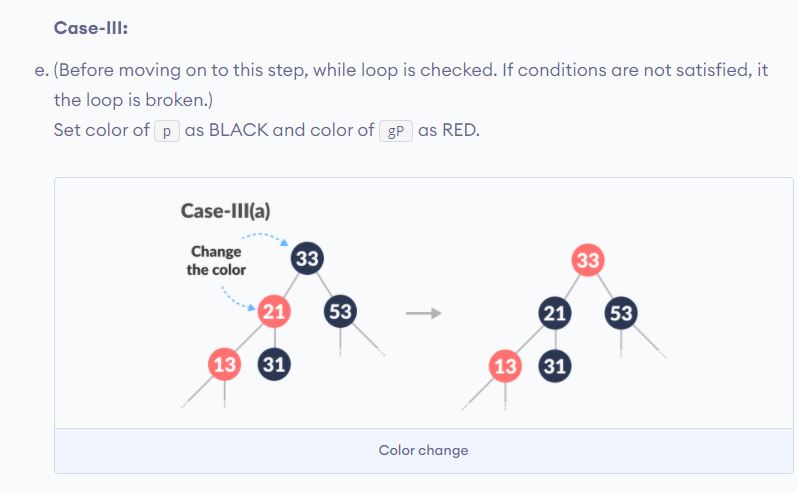 Case-III:
e. (Before moving on to this step, while loop is checked. If conditions are not satisfied, it
the loop is broken.)
Set color of p as BLACK and color of gP as RED.
Case-III(a)
Change
the color
33
21
53
13
31
33
21
53
13
31
Color change